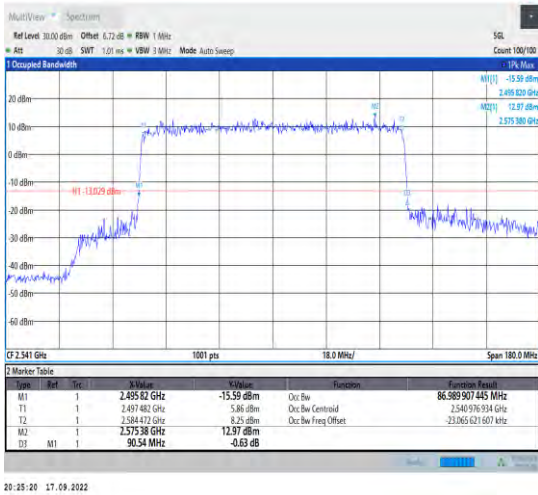 MultiView Spectrum
Ref Level 30.00 dBm Offset 6.72 dB RBW 1 MHz SGL
Att 30 dB SWT 1.01 ms VBW 3 MHz Mode Auto Sweep Count 100/100
1 Occupied Bandwidth 1Pk Max
M1[1] -15.59 dBm
2.495 820 GHz
M2[1] 12.97 dBm
2.575 380 GHz
20 dBm
10 dBm
0 dBm
-10 dBm
H1 -13.029 dBm
-20 dBm
-30 dBm
-40 dBm
-50 dBm
-60 dBm
M1
M2
T2
D3
CF 2.541 GHz 1001 pts 18.0 MHz/ Span 180.0 MHz
2 Marker Table
Type Ref Trc X-Value Y-Value Function Function Result
M1 1 2.495 82 GHz -15.59 dBm Occ Bw 86.989 907 445 MHz
T1 1 2.497 482 GHz 5.86 dBm Occ Bw Centroid 2.540 976 934 GHz
T2 1 2.584 472 GHz 8.25 dBm Occ Bw Freq Offset -23.065 621 607 kHz
M2 1 2.575 38 GHz 12.97 dBm
D3 M1 1 90.54 MHz -0.63 dB
20:25:20 17.09.2022